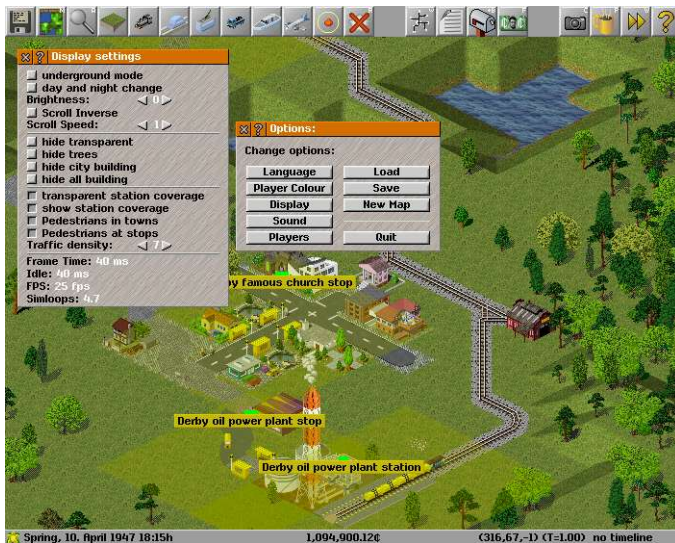 Display settings
underground mode
day and night change
Brightness: 0
Scroll Inverse
Scroll Speed: 1
hide transparent
hide trees
hide city building
hide all building
transparent station coverage
show station coverage
Pedestrians in towns
Pedestrians at stops
Traffic density: 7
Frame Time: 40 ms
Idle: 40 ms
FPS: 25 fps
Simloops: 4.7
Options:
Change options:
Language Load
Player Colour Save
Display New Map
Sound
Players Quit
by famous church stop
Derby oil power plant stop
Derby oil power plant station
Spring, 10. April 1947 18:15h 1,094,900.12¢ (316,67,-1) (T=1.00) no timeline